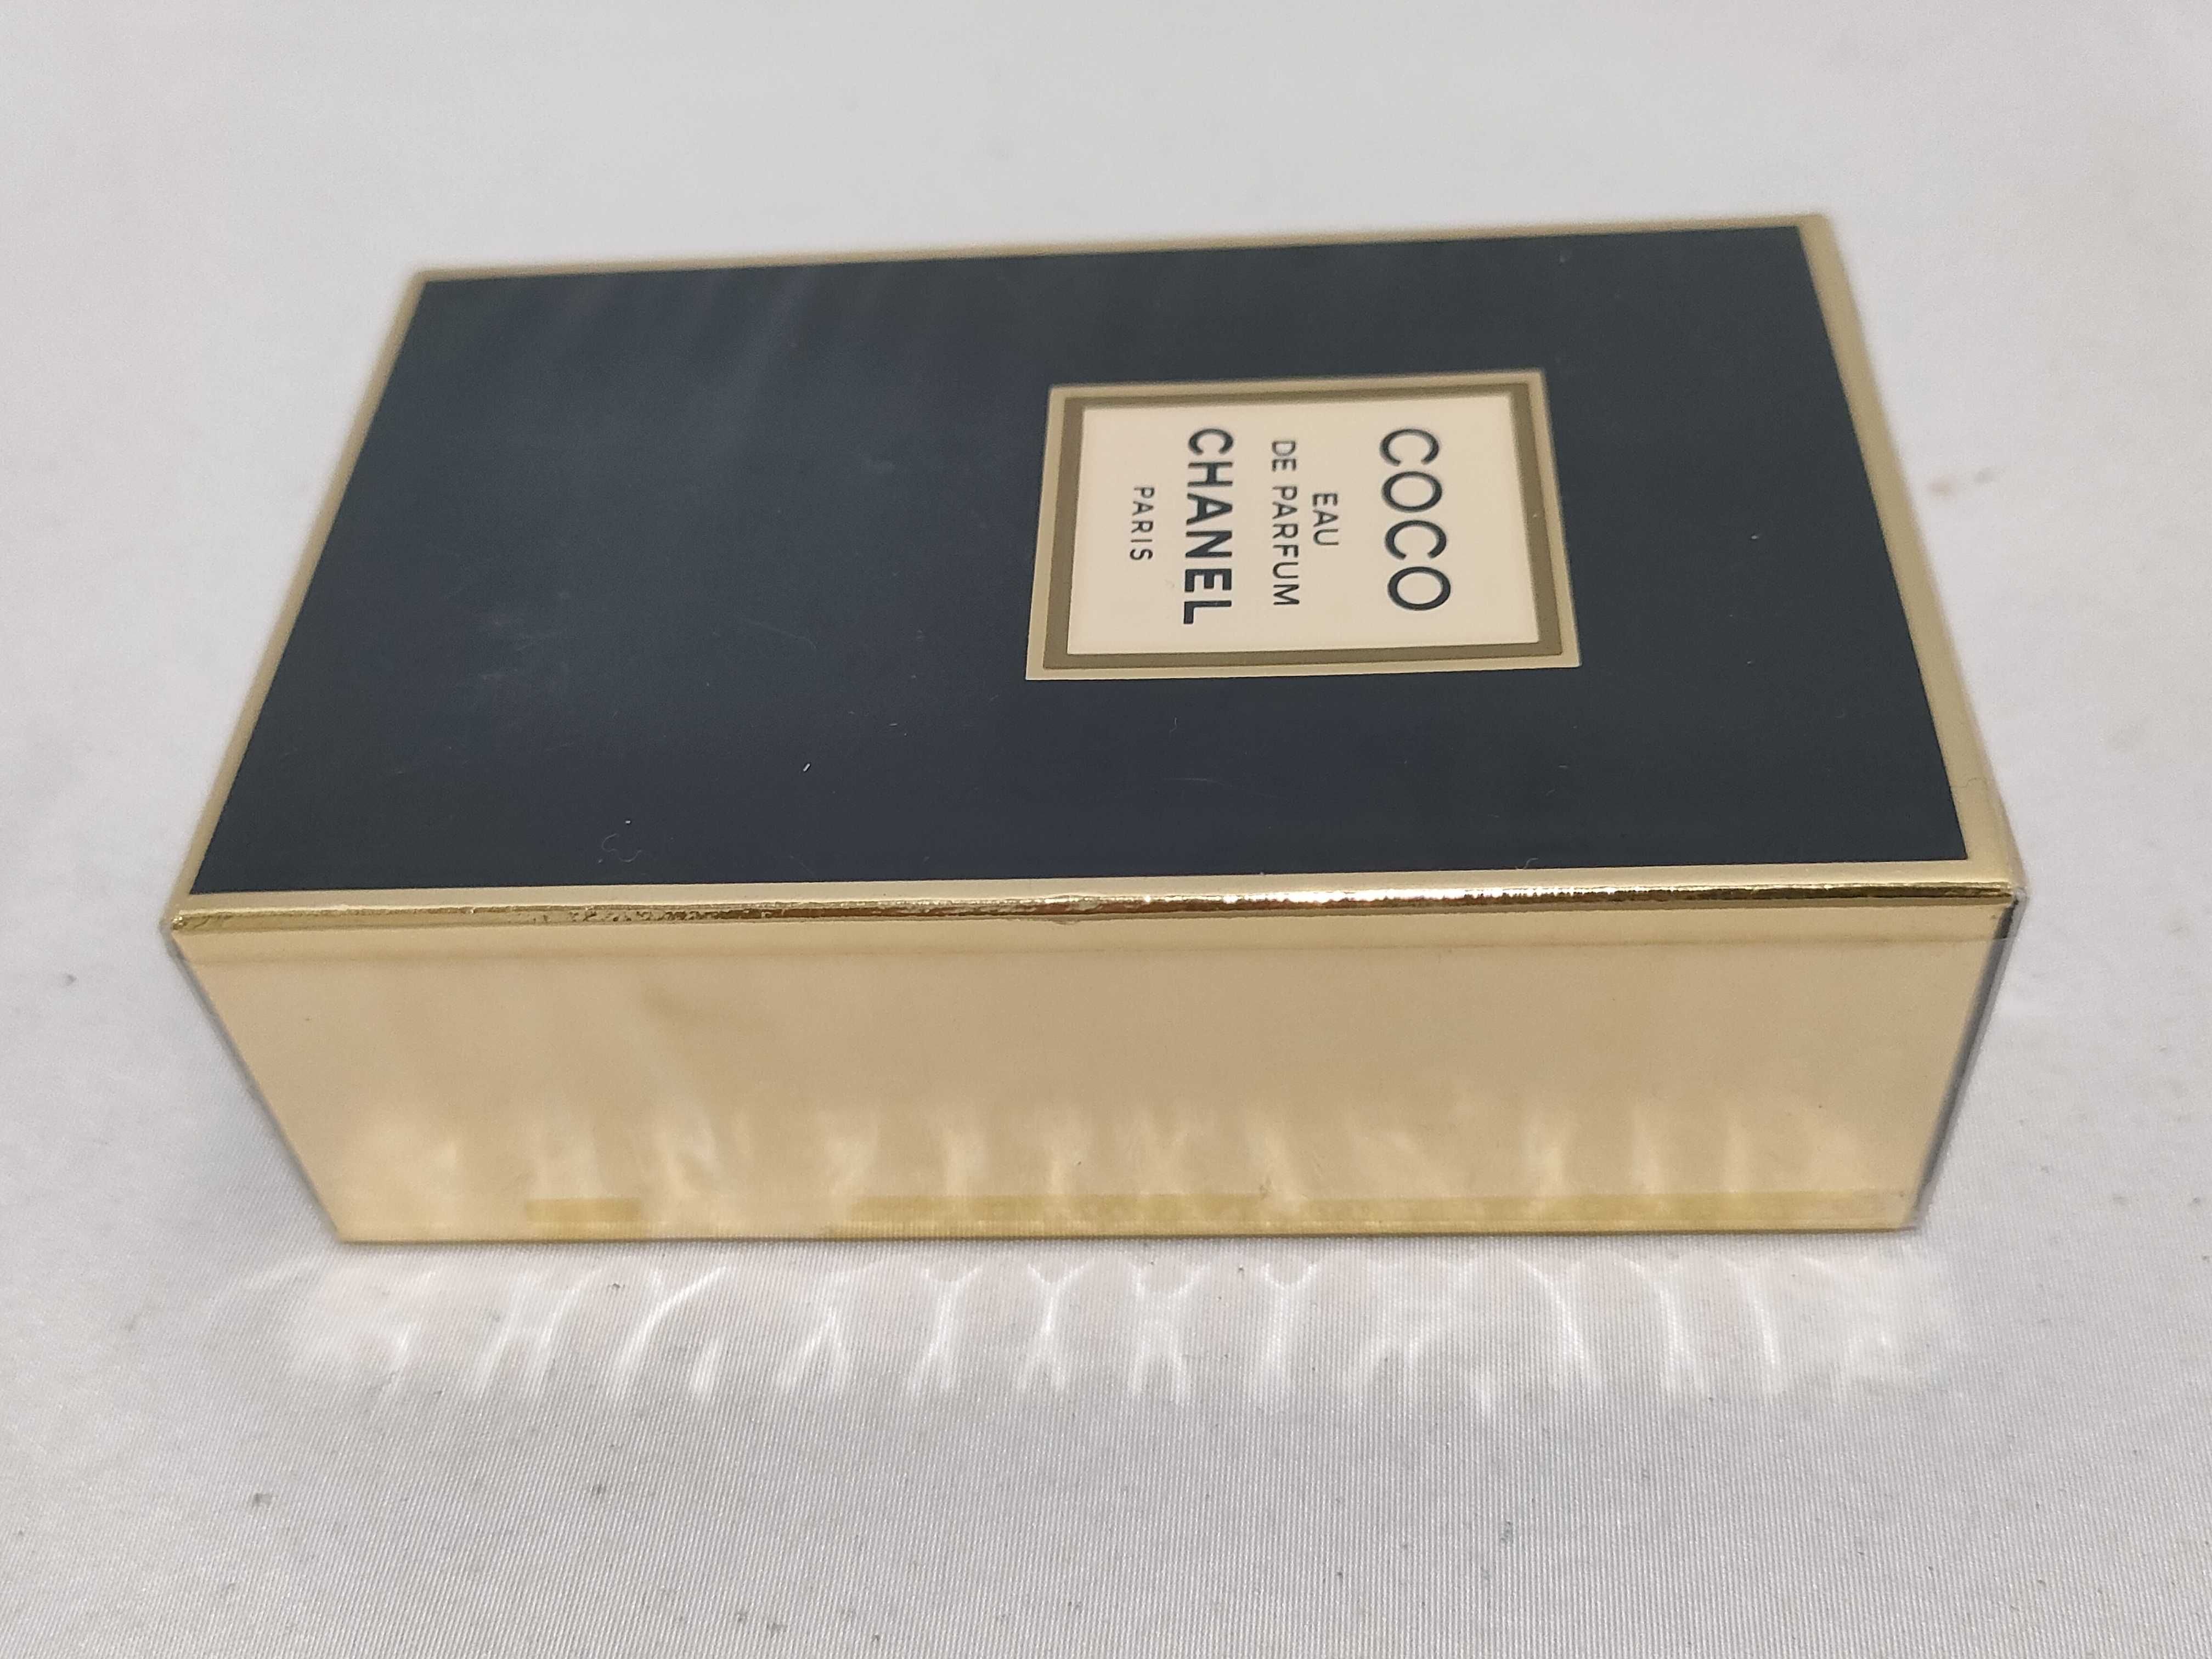 COCO
EAU
DE PARFUM
CHANEL
PARIS